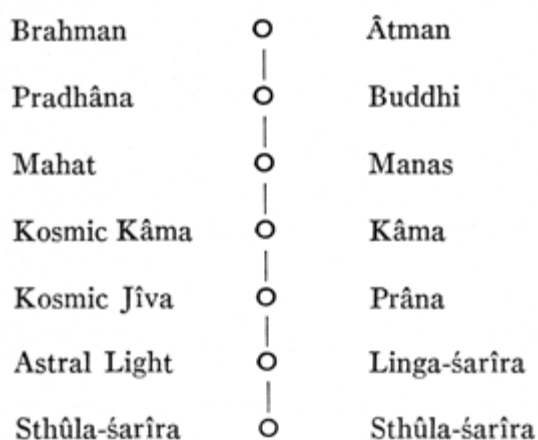 Brahman Âtman
Pradhâna Buddhi
Mahat Manas
Kosmic Kâma Kâma
Kosmic Jîva Prâna
Astral Light Linga-śarîra
Sthûla-śarîra Sthûla-śarîra